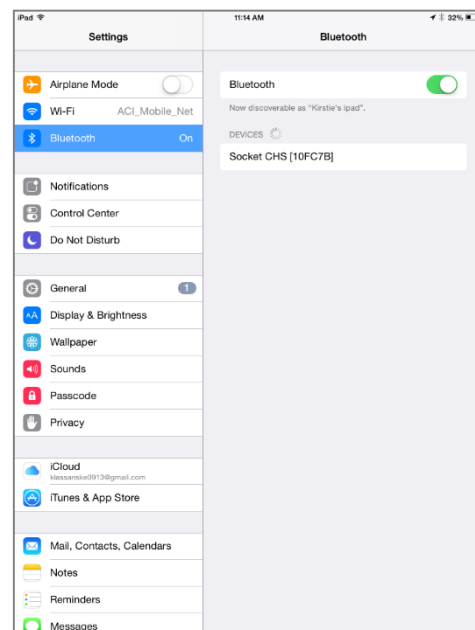 iPad
11:14 AM
32%
Settings
Bluetooth
Airplane Mode
Wi-Fi ACI_Mobile_Net
Bluetooth On
Notifications
Control Center
Do Not Disturb
General 1
Display & Brightness
Wallpaper
Sounds
Passcode
Privacy
iCloud
klassanske0913@gmail.com
iTunes & App Store
Mail, Contacts, Calendars
Notes
Reminders
Messages
Bluetooth
Now discoverable as "Kirstie's ipad".
DEVICES
Socket CHS [10FC7B]